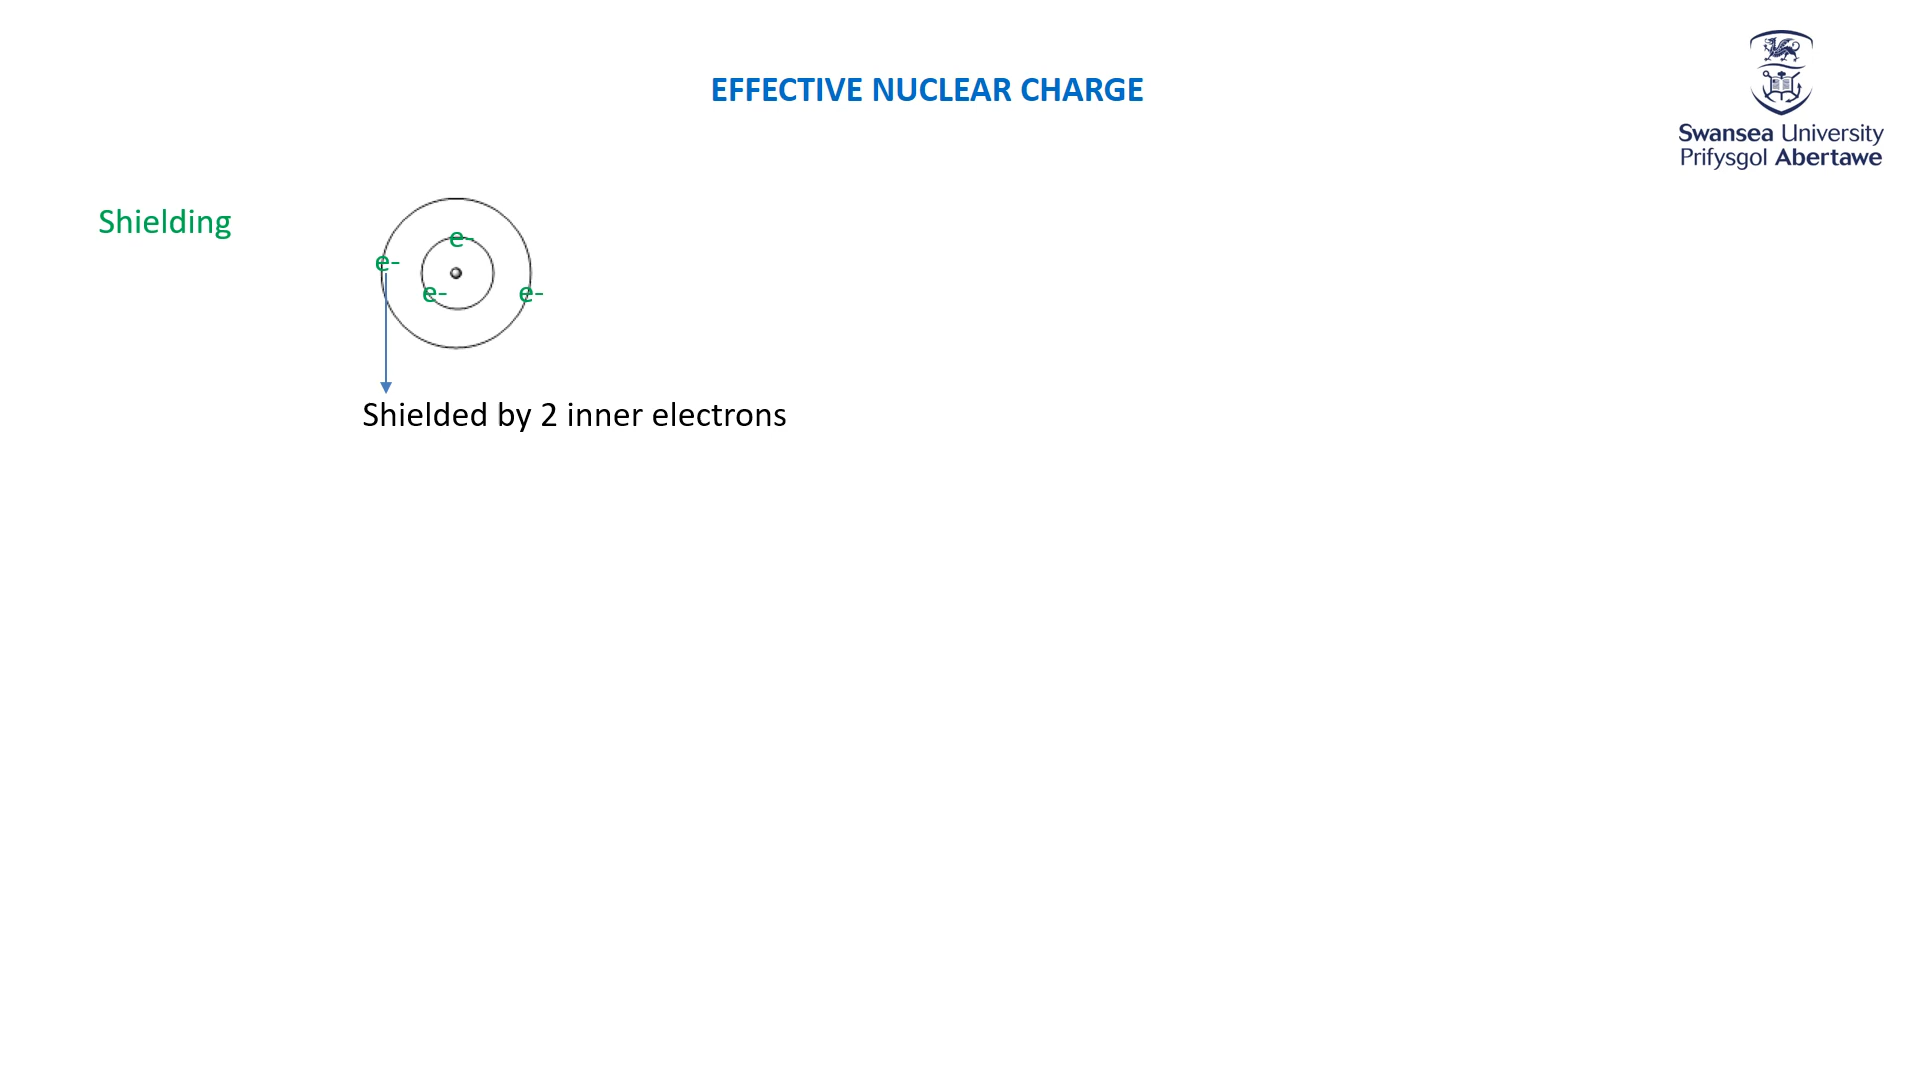 EFFECTIVE NUCLEAR CHARGE
Swansea University
Prifysgol Abertawe
Shielding
e-
e-
e-
e-
Shielded by 2 inner electrons